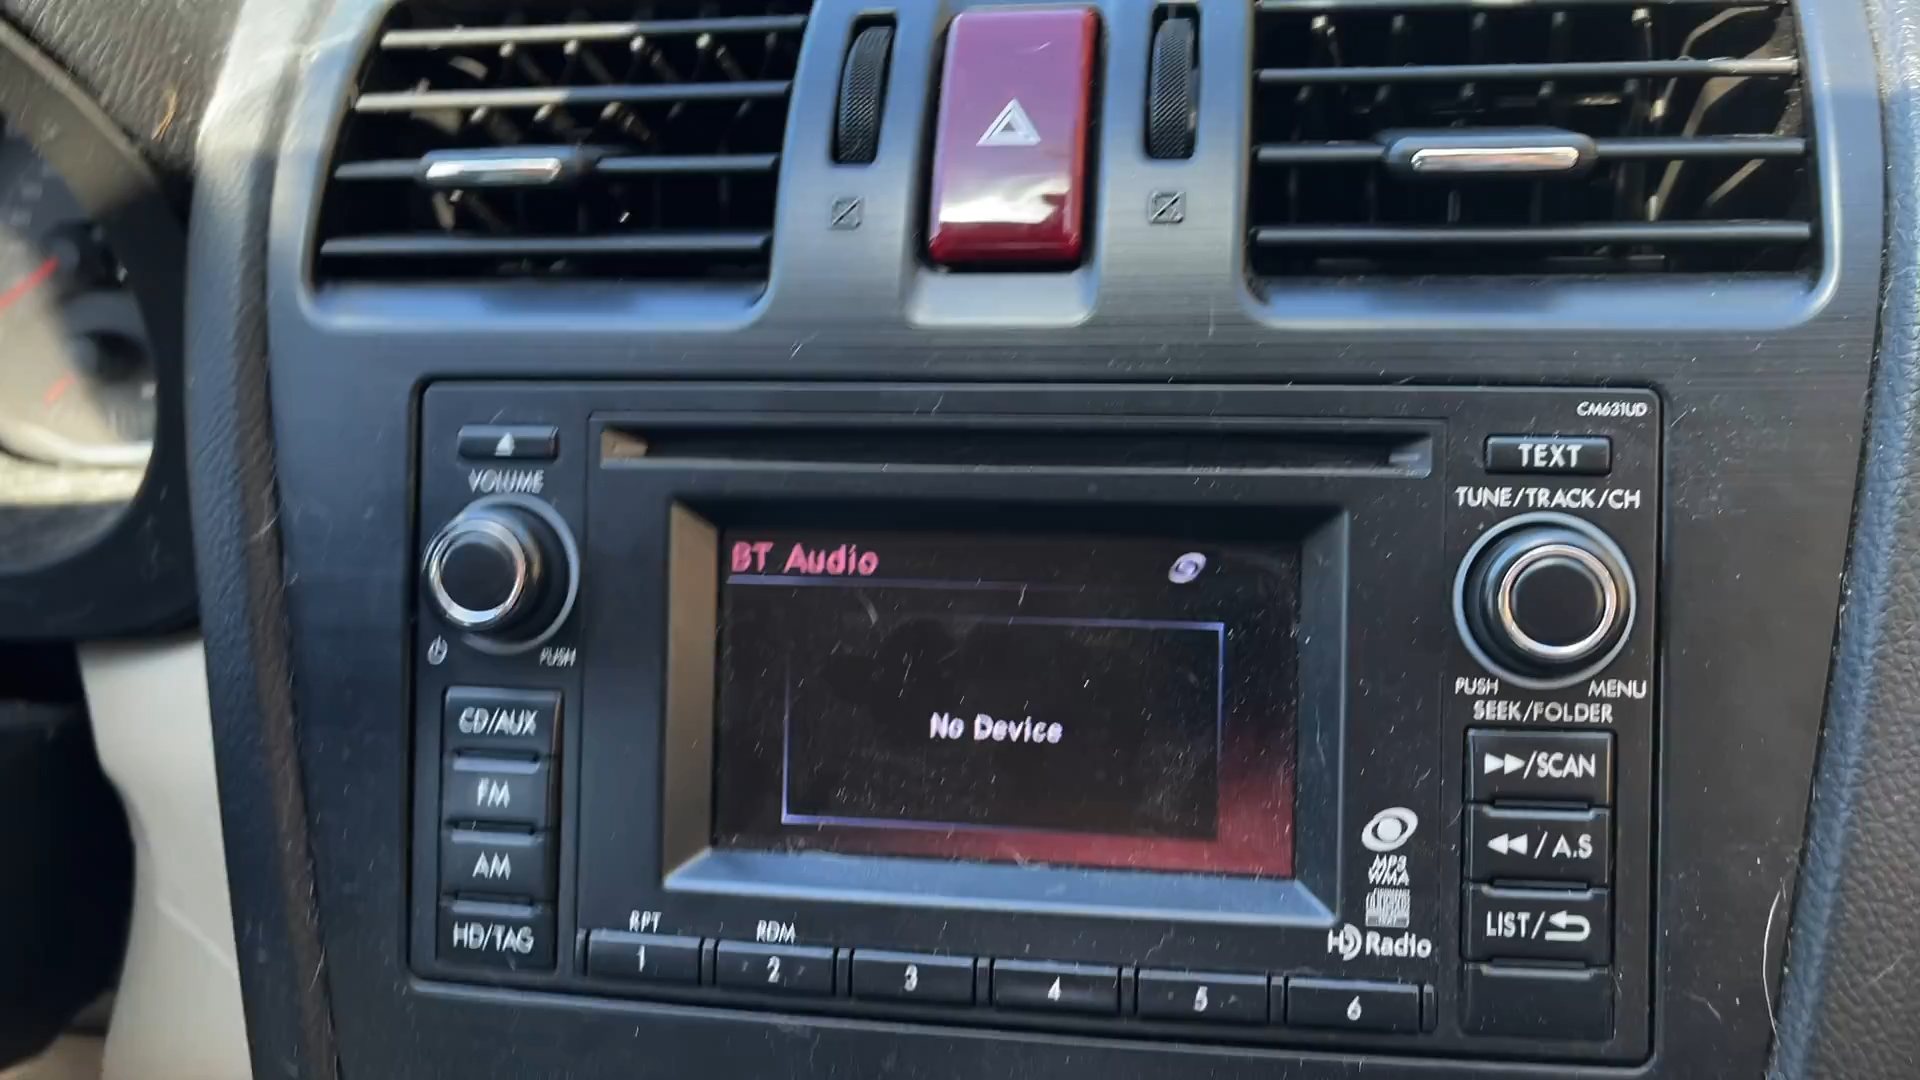 CM631UD
TEXT
VOLUME
TUNE/TRACK/CH
BT Audio
No Device
PUSH
PUSH MENU
SEEK/FOLDER
CD/AUX
FM
AM
HD/TAG
/SCAN
/ A.S
LIST/
MP3
WMA
HD Radio
RPT
RDM
1
2
3
4
5
6